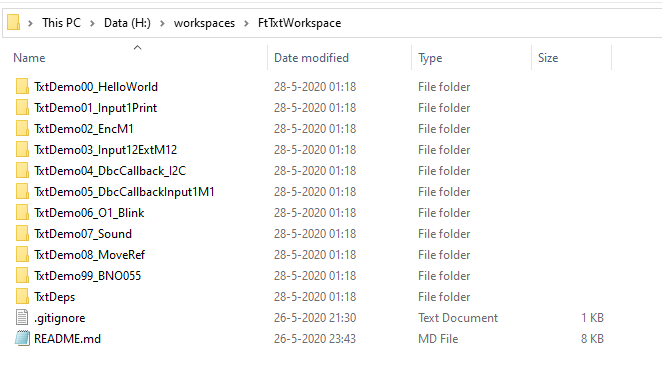 This PC > Data (H:) > workspaces > FtTxtWorkspace
Name Date modified Type Size
TxtDemo00_HelloWorld 28-5-2020 01:18 File folder
TxtDemo01_Input1Print 28-5-2020 01:18 File folder
TxtDemo02_EncM1 28-5-2020 01:18 File folder
TxtDemo03_Input12ExtM12 28-5-2020 01:18 File folder
TxtDemo04_DbcCallback_I2C 28-5-2020 01:18 File folder
TxtDemo05_DbcCallbackInput1M1 28-5-2020 01:18 File folder
TxtDemo06_O1_Blink 28-5-2020 01:18 File folder
TxtDemo07_Sound 28-5-2020 01:18 File folder
TxtDemo08_MoveRef 28-5-2020 01:18 File folder
TxtDemo99_BNO055 28-5-2020 01:18 File folder
TxtDeps 28-5-2020 01:18 File folder
.gitignore 26-5-2020 21:30 Text Document 1 KB
README.md 26-5-2020 23:43 MD File 8 KB